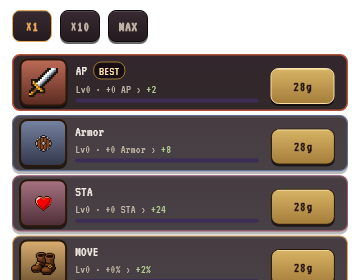 X1 X10 MAX
AP BEST
Lv0 · +0 AP > +2
28g
Armor
Lv0 · +0 Armor > +8
28g
STA
Lv0 · +0 STA > +24
28g
MOVE
Lv0 · +0% > +2%
28g